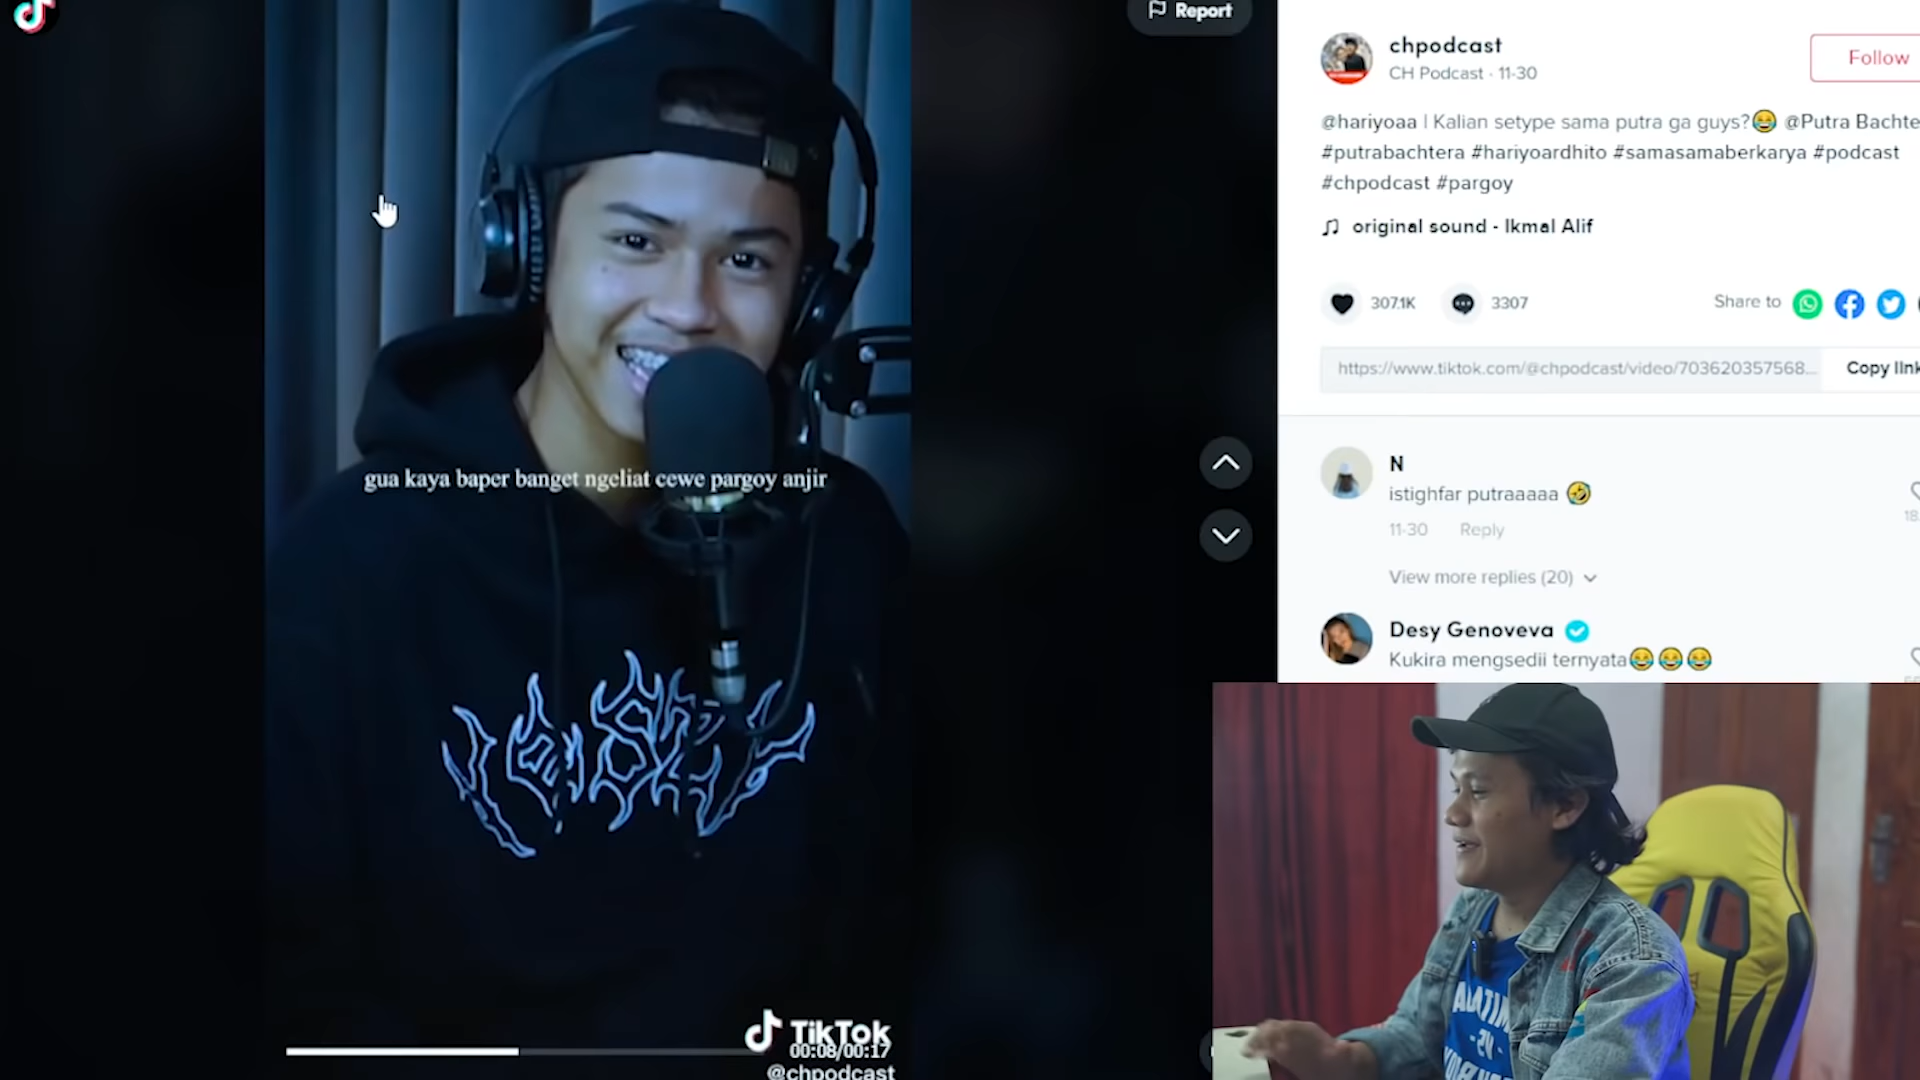 Report
chpodcast
CH Podcast · 11-30
Follow
@hariyoaa | Kalian setype sama putra ga guys?😂 @Putra Bachte
#putrabachtera #hariyoardhito #samasamaberkarya #podcast
#chpodcast #pargoy
original sound - Ikmal Alif
307.1K
3307
Share to
https://www.tiktok.com/@chpodcast/video/703620357568...
Copy link
N
istighfar putraaaaa 🤣
11-30
Reply
View more replies (20)
Desy Genoveva
Kukira mengsedii ternyata😂😂😂
gua kaya baper banget ngeliat cewe pargoy anjir
TikTok
00:08/00:17
@chpodcast